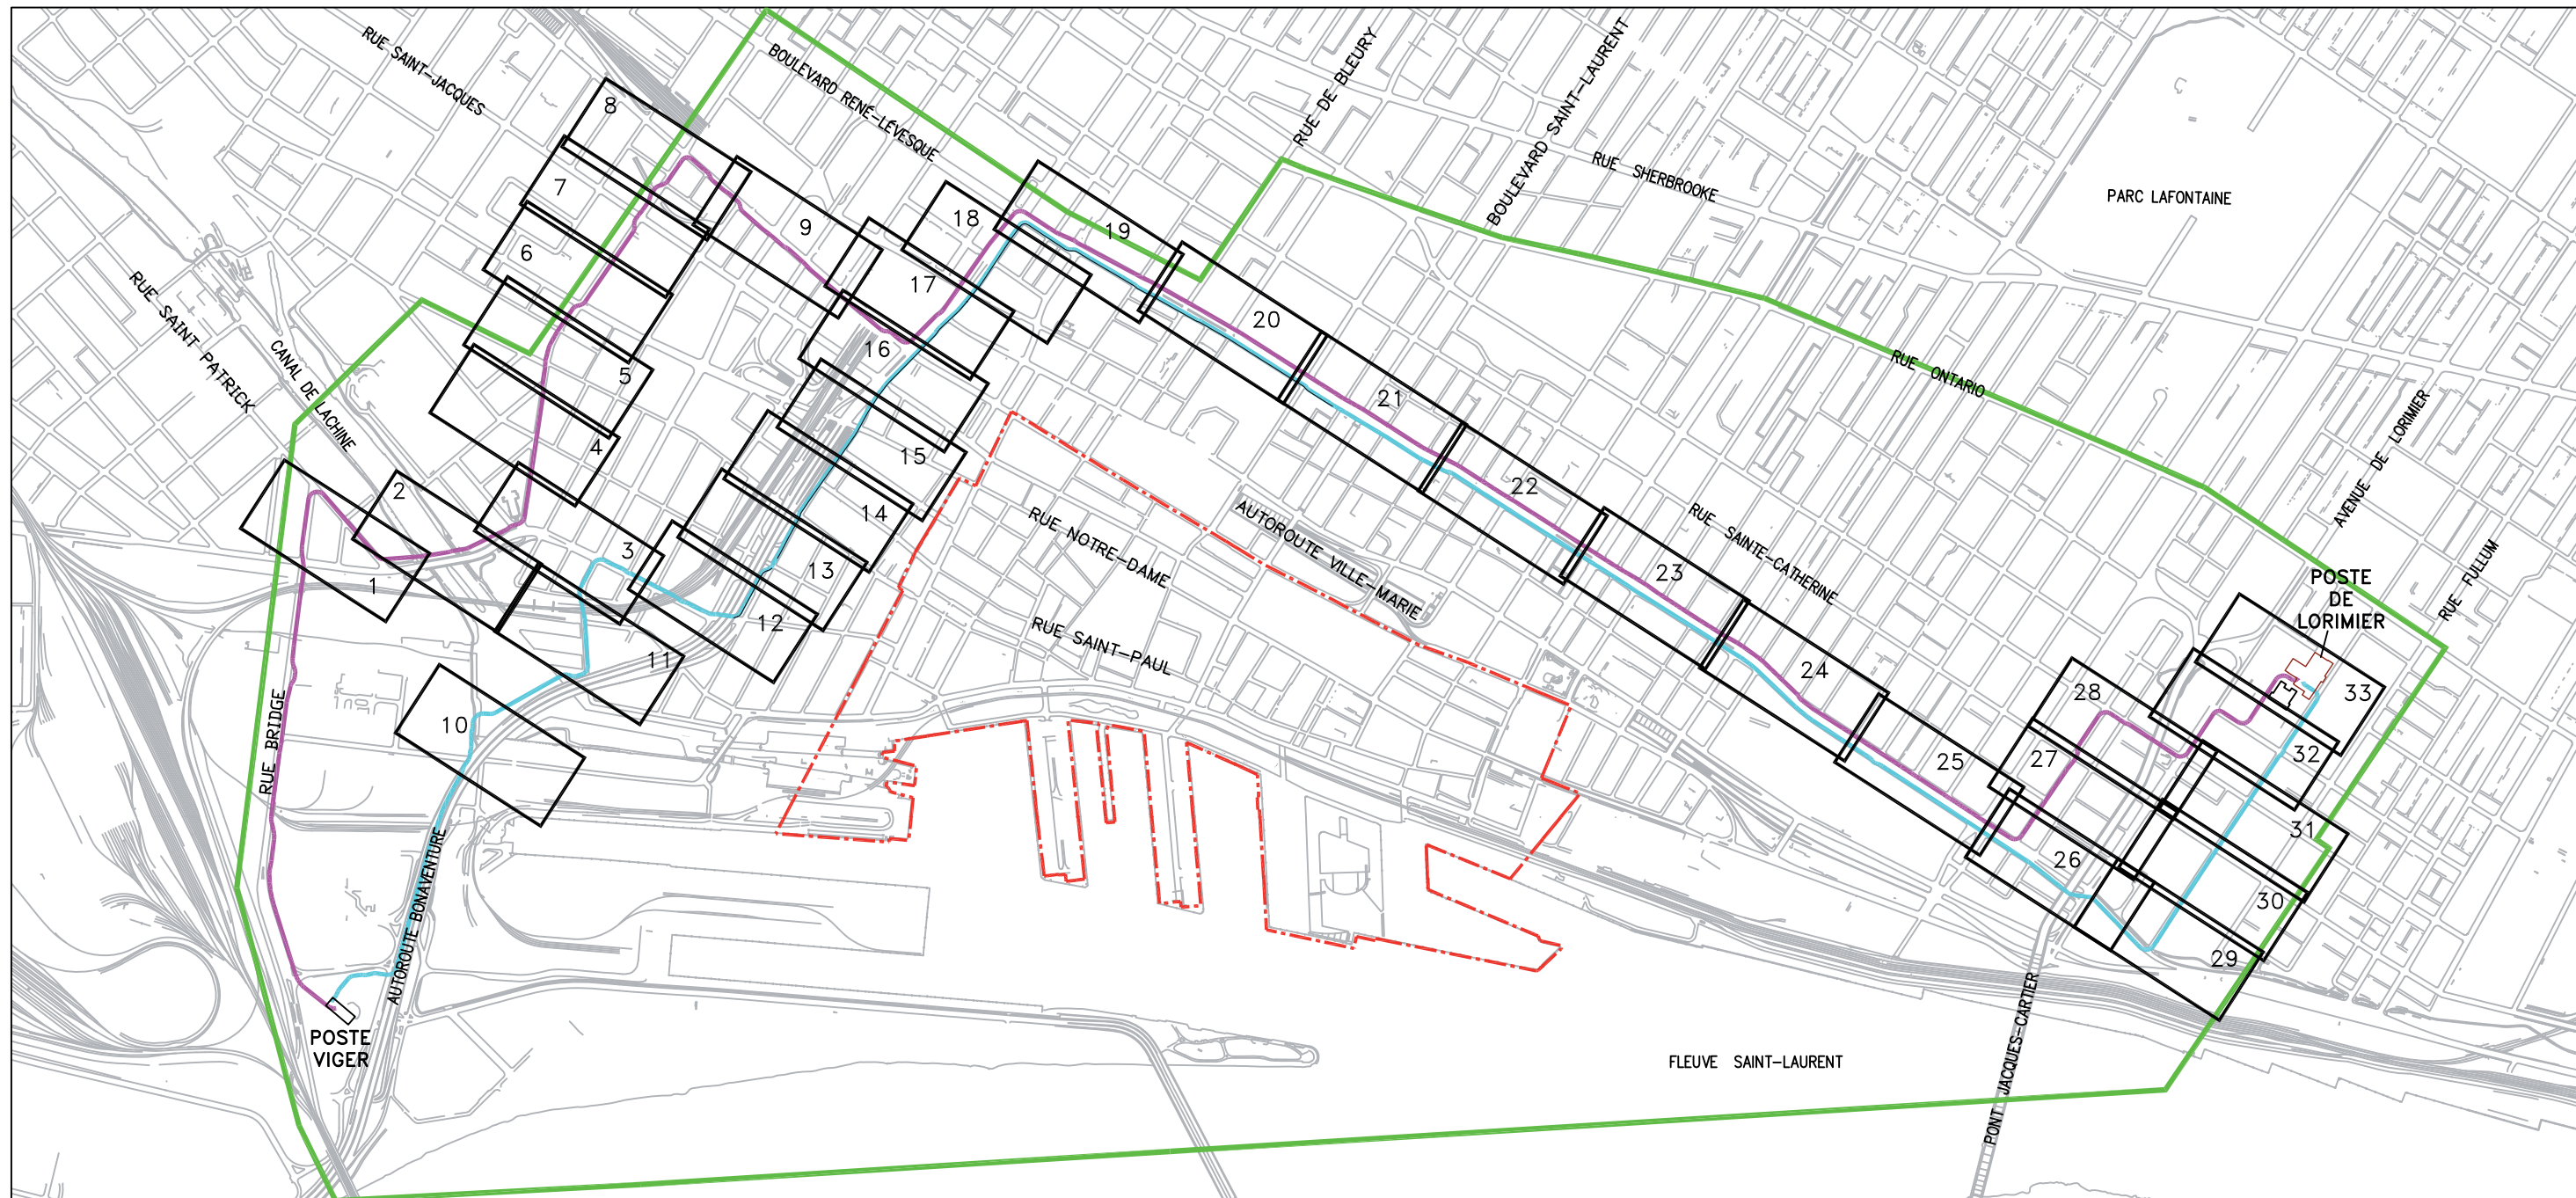 RUE SAINT-JACQUES
BOULEVARD RENÉ-LÉVESQUE
RUE DE BLEURY
BOULEVARD SAINT-LAURENT
RUE SHERBROOKE
PARC LAFONTAINE
8
7
6
5
4
9
18
17
19
16
20
15
21
14
22
13
23
12
24
3
2
1
11
10
25
26
27
28
29
30
31
32
33
RUE SAINT PATRICK
CANAL DE LACHINE
RUE ONTARIO
AVENUE DE LORIMIER
RUE FULLUM
RUE NOTRE-DAME
AUTOROUTE VILLE-MARIE
RUE SAINTE-CATHERINE
RUE SAINT-PAUL
POSTE
DE
LORIMIER
RUE BRIDGE
AUTOROUTE BONAVENTURE
POSTE
VIGER
FLEUVE SAINT-LAURENT
PONT JACQUES-CARTIER